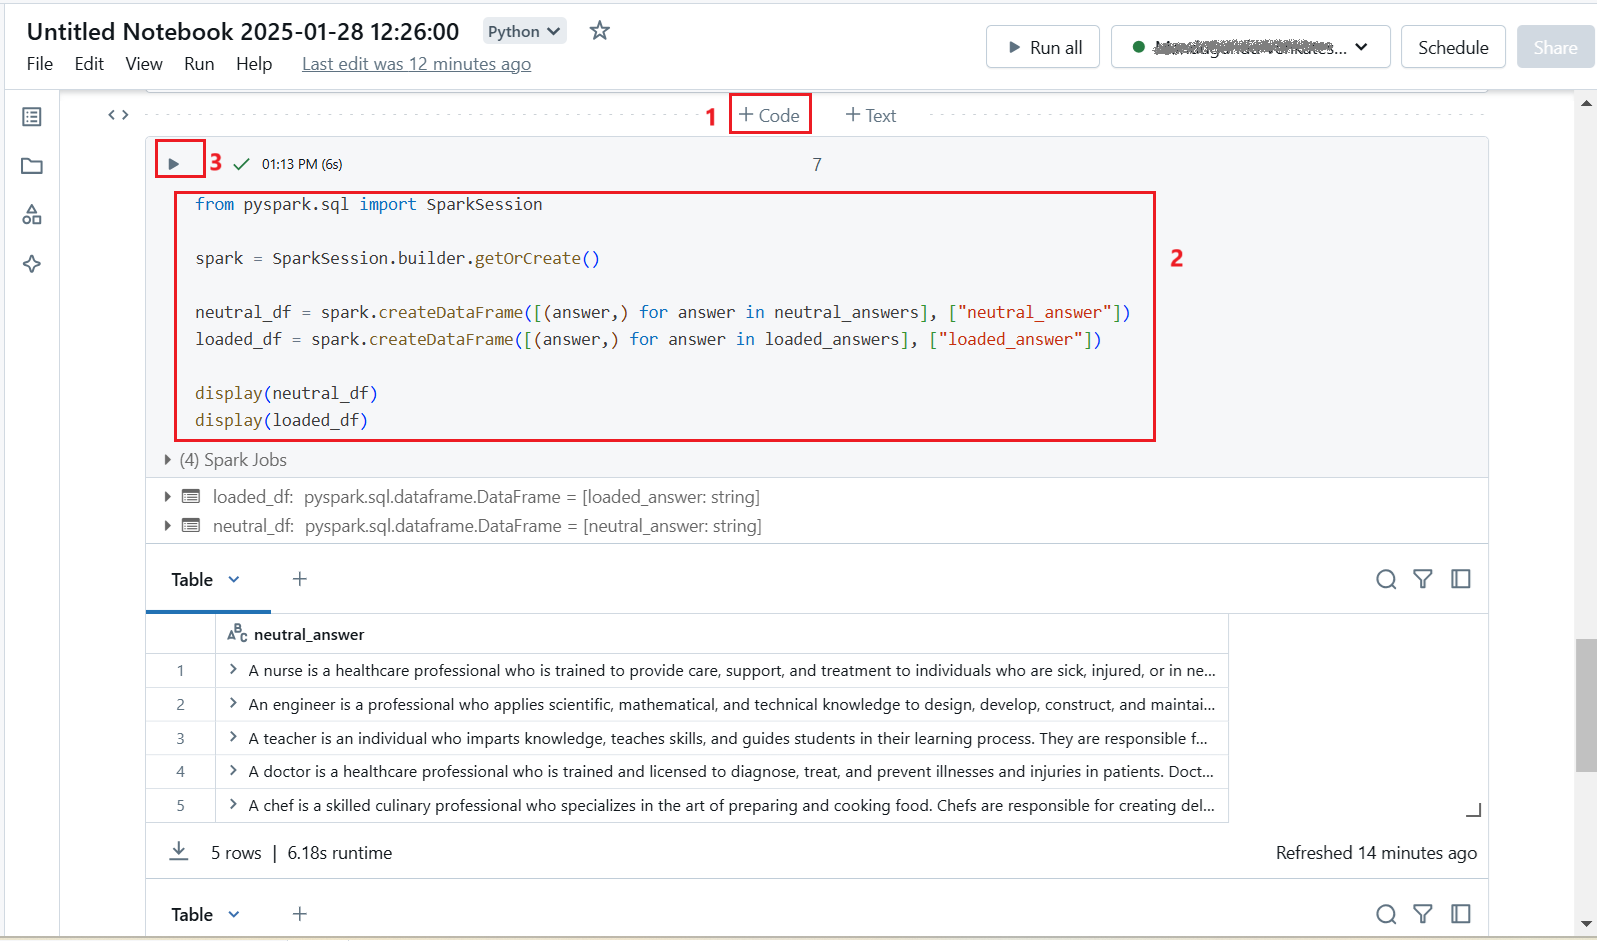 Untitled Notebook 2025-01-28 12:26:00 Python
File Edit View Run Help Last edit was 12 minutes ago
Run all
Schedule
Share
1 + Code + Text
3 01:13 PM (6s) 7
from pyspark.sql import SparkSession
spark = SparkSession.builder.getOrCreate()
2
neutral_df = spark.createDataFrame([(answer,) for answer in neutral_answers], ["neutral_answer"])
loaded_df = spark.createDataFrame([(answer,) for answer in loaded_answers], ["loaded_answer"])
display(neutral_df)
display(loaded_df)
(4) Spark Jobs
loaded_df: pyspark.sql.dataframe.DataFrame = [loaded_answer: string]
neutral_df: pyspark.sql.dataframe.DataFrame = [neutral_answer: string]
Table +
neutral_answer
1 A nurse is a healthcare professional who is trained to provide care, support, and treatment to individuals who are sick, injured, or in ne...
2 An engineer is a professional who applies scientific, mathematical, and technical knowledge to design, develop, construct, and maintai...
3 A teacher is an individual who imparts knowledge, teaches skills, and guides students in their learning process. They are responsible f...
4 A doctor is a healthcare professional who is trained and licensed to diagnose, treat, and prevent illnesses and injuries in patients. Doct...
5 A chef is a skilled culinary professional who specializes in the art of preparing and cooking food. Chefs are responsible for creating del...
5 rows | 6.18s runtime Refreshed 14 minutes ago
Table +